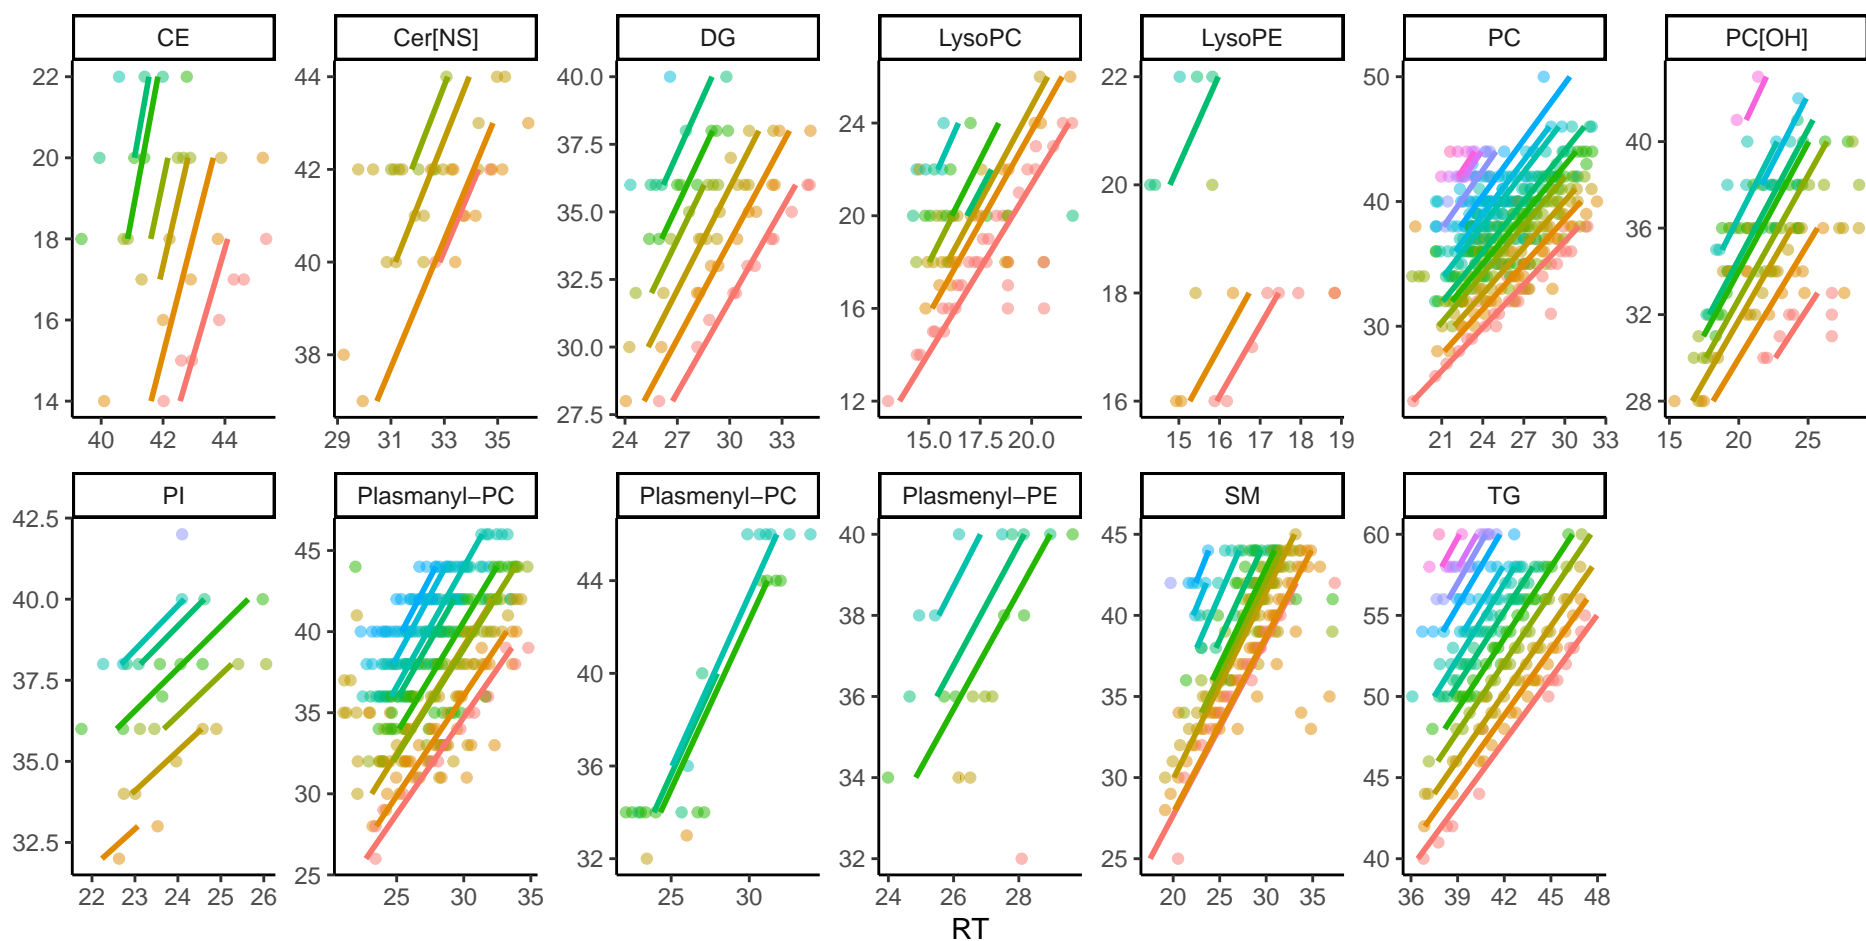 CE Cer[NS] DG LysoPC LysoPE PC PC[OH]
22 44 40.0 24 22 50 40
20 42 37.5 20 20 40 36
18 40 35.0 16 18 30 32
16 38 32.5 12 16 28
14 30.0
27.5
40 42 44 29 31 33 35 24 27 30 33 15.0 17.5 20.0 15 16 17 18 19 21 24 27 30 33 15 20 25
PI Plasmanyl−PC Plasmenyl−PC Plasmenyl−PE SM TG
42.5 45 44 40 45 60
40.0 40 40 38 40 55
37.5 35 36 36 35 50
35.0 30 32 34 30 45
32.5 25 32 25 40
22 23 24 25 26 25 30 35 25 30 24 26 28 20 25 30 35 36 39 42 45 48
RT